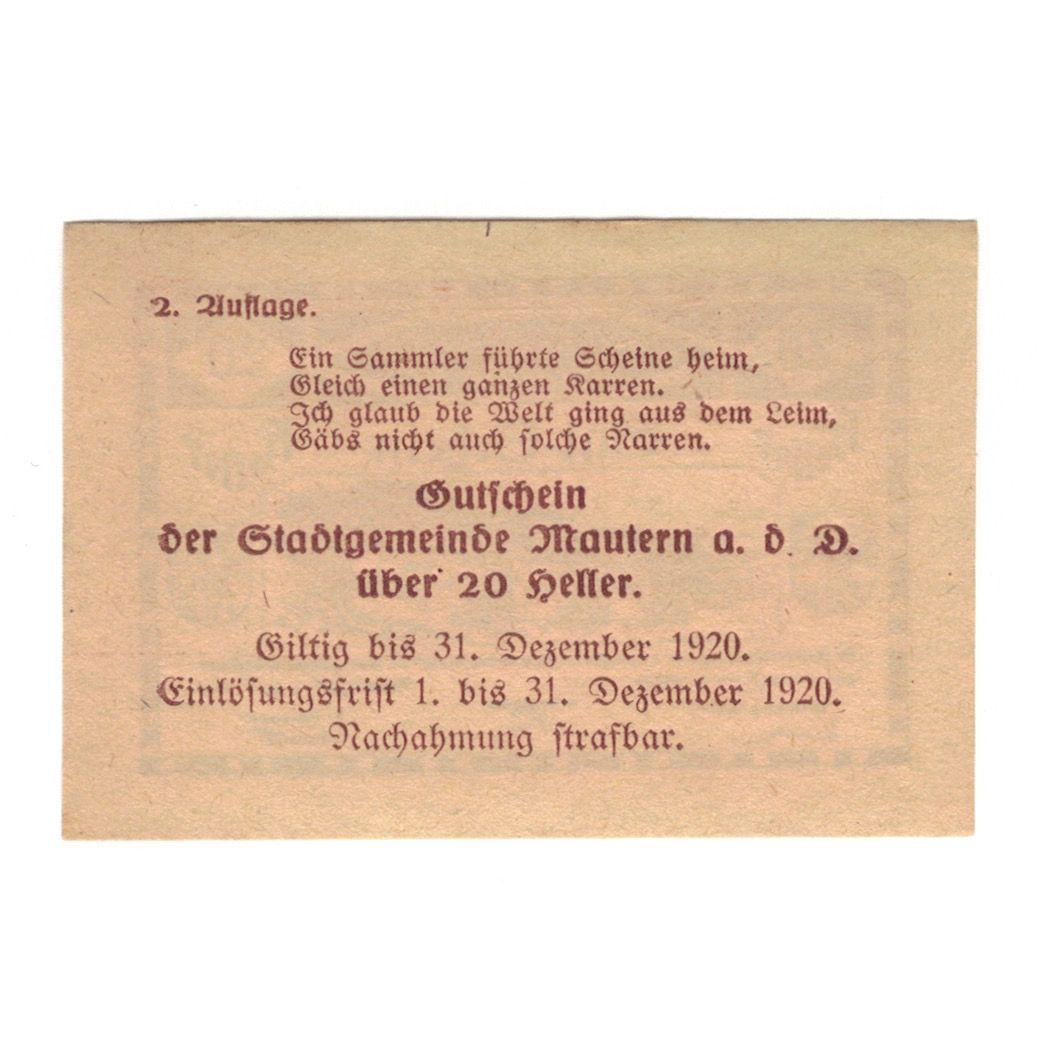 2. Auflage.
Ein Sammler führte Scheine heim,
Gleich einen ganzen Karren.
Ich glaub die Welt ging aus dem Leim,
Gäbs nicht auch solche Narren.
Gutschein
der Stadtgemeinde Mautern a. d. D.
über 20 Heller.
Giltig bis 31. Dezember 1920.
Einlösungsfrist 1. bis 31. Dezember 1920.
Nachahmung strafbar.